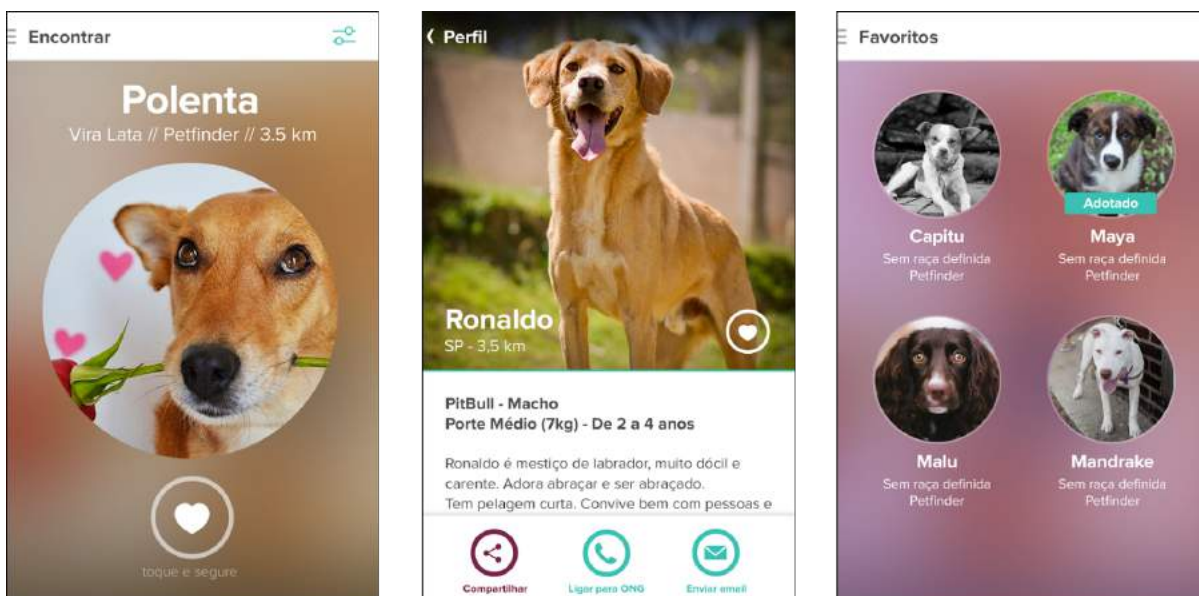 Encontrar
Polenta
Vira Lata // Petfinder // 3.5 km
toque e segure
Perfil
Ronaldo
SP - 3,5 km
PitBull - Macho
Porte Médio (7kg) - De 2 a 4 anos
Ronaldo é mestiço de labrador, muito dócil e
carente. Adora abraçar e ser abraçado.
Tem pelagem curta. Convive bem com pessoas e
Compartilhar
Ligar para ONG
Enviar email
Favoritos
Capitu
Sem raça definida
Petfinder
Adotado
Maya
Sem raça definida
Petfinder
Malu
Sem raça definida
Petfinder
Mandrake
Sem raça definida
Petfinder